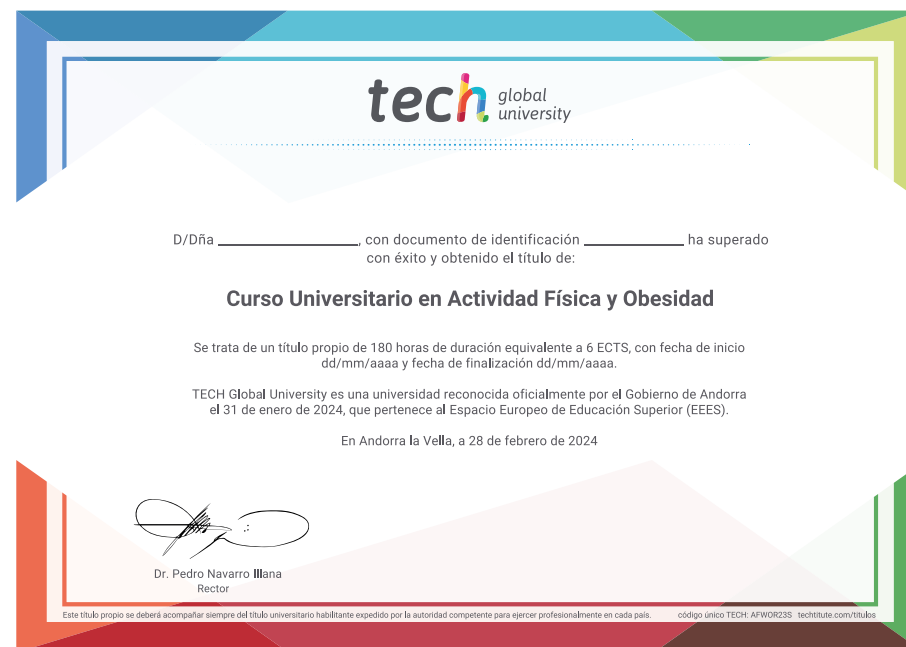 tech global university
D/Dña ____________________, con documento de identificación ______________ ha superado
con éxito y obtenido el título de:
Curso Universitario en Actividad Física y Obesidad
Se trata de un título propio de 180 horas de duración equivalente a 6 ECTS, con fecha de inicio
dd/mm/aaaa y fecha de finalización dd/mm/aaaa.
TECH Global University es una universidad reconocida oficialmente por el Gobierno de Andorra
el 31 de enero de 2024, que pertenece al Espacio Europeo de Educación Superior (EEES).
En Andorra la Vella, a 28 de febrero de 2024
Dr. Pedro Navarro Illana
Rector
Este título propio se deberá acompañar siempre del título universitario habilitante expedido por la autoridad competente para ejercer profesionalmente en cada país. código único TECH: AFWOR23S techtitute.com/titulos